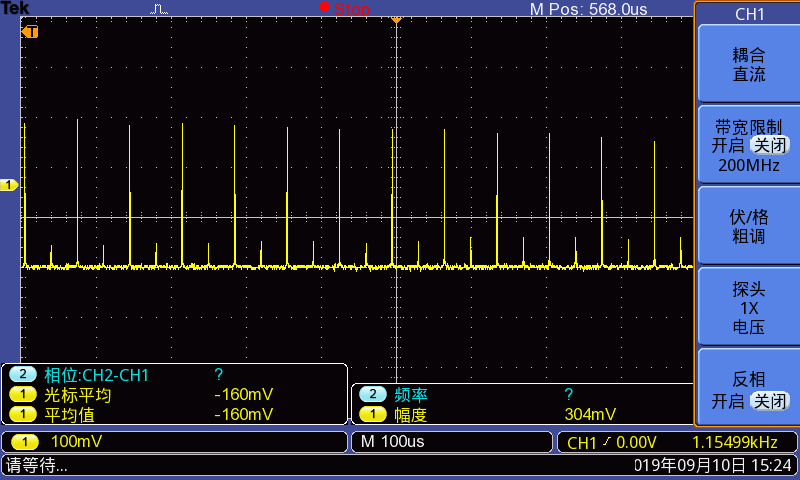 Tek
Stop
M Pos: 568.0us
CH1
T
耦合
直流
带宽限制
开启 关闭
200MHz
1
伏/格
粗调
探头
1X
电压
反相
开启 关闭
2 相位:CH2-CH1 ?
1 光标平均 -160mV
1 平均值 -160mV
2 频率 ?
1 幅度 304mV
1 100mV
M 100us
CH1 / 0.00V 1.15499kHz
请等待...
019年09月10日 15:24